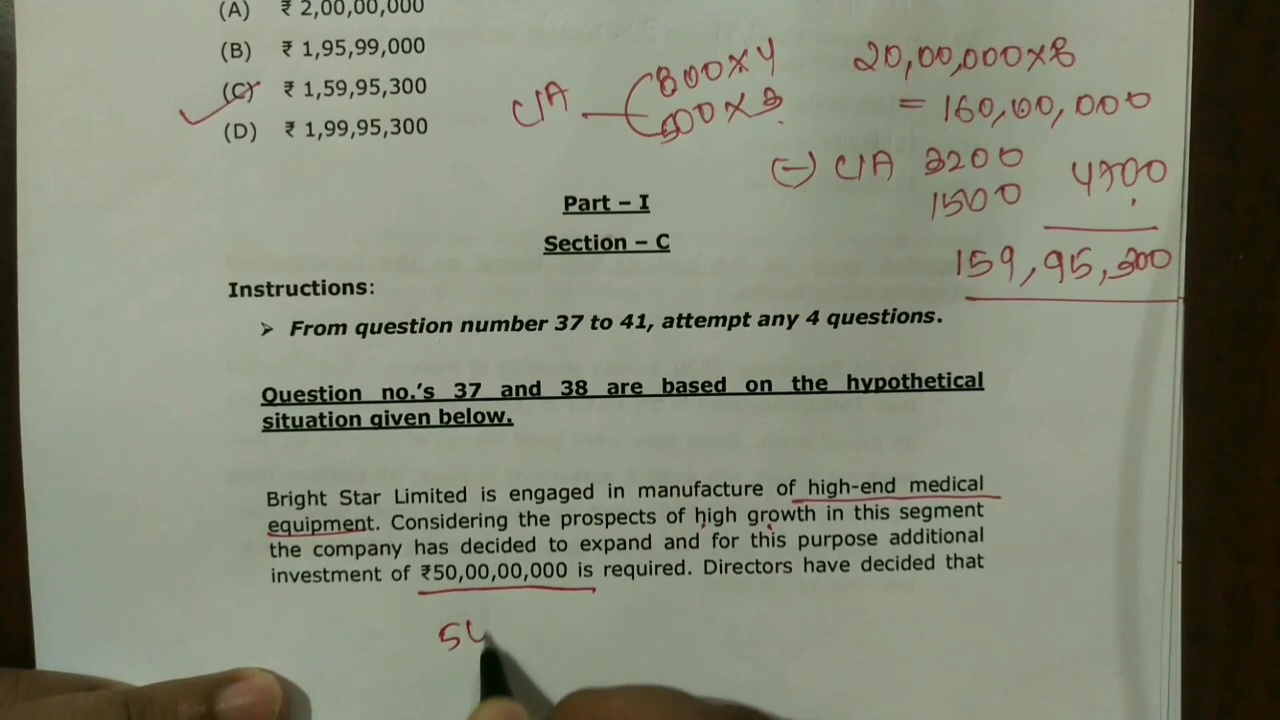 (A) ₹ 2,00,00,000
(B) ₹ 1,95,99,000
(C) ₹ 1,59,95,300
(D) ₹ 1,99,95,300
CIA
800×4
500×3
20,00,000×8
= 160,00,000
(-) CIA 3200
1500 4700
159,95,300
Part – I
Section – C
Instructions:
➢ From question number 37 to 41, attempt any 4 questions.
Question no.'s 37 and 38 are based on the hypothetical
situation given below.
Bright Star Limited is engaged in manufacture of high-end medical
equipment. Considering the prospects of high growth in this segment
the company has decided to expand and for this purpose additional
investment of ₹50,00,00,000 is required. Directors have decided that
5